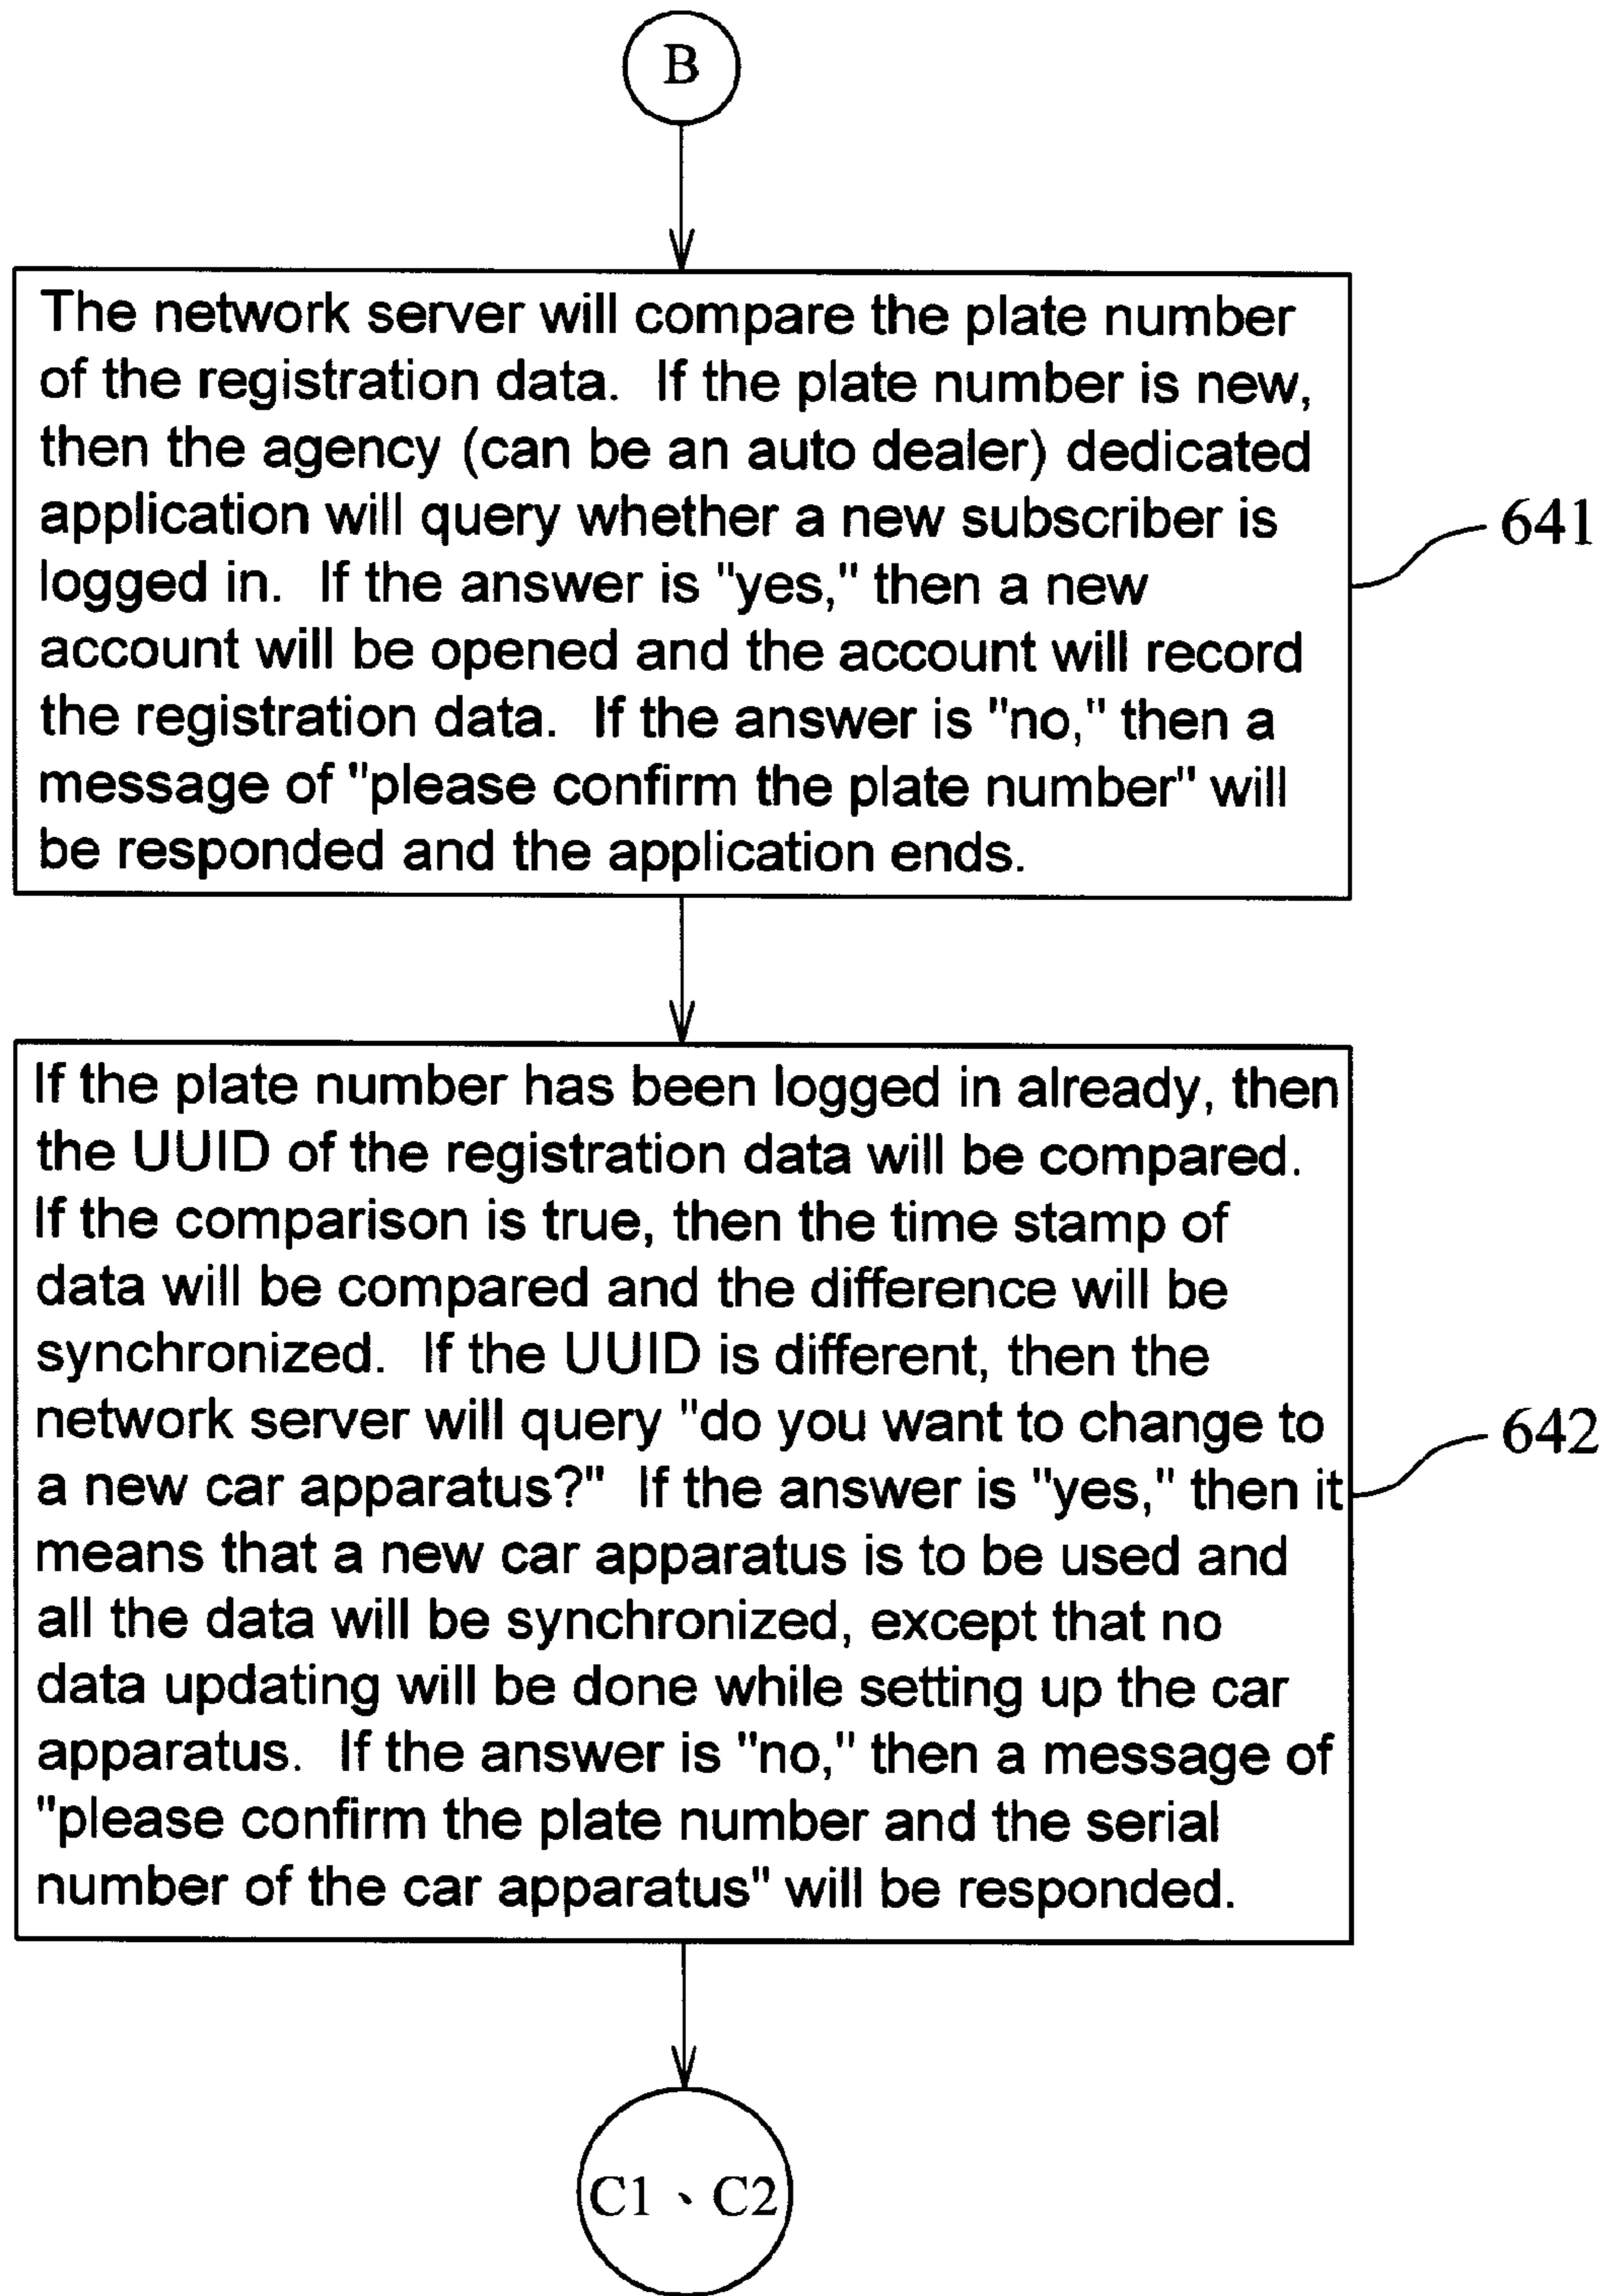 B
The network server will compare the plate number
of the registration data.  If the plate number is new,
then the agency (can be an auto dealer) dedicated
application will query whether a new subscriber is
logged in.  If the answer is "yes," then a new
account will be opened and the account will record
the registration data.  If the answer is "no," then a
message of "please confirm the plate number" will
be responded and the application ends.
641
If the plate number has been logged in already, then
the UUID of the registration data will be compared.
If the comparison is true, then the time stamp of
data will be compared and the difference will be
synchronized.  If the UUID is different, then the
network server will query "do you want to change to
a new car apparatus?"  If the answer is "yes," then it
means that a new car apparatus is to be used and
all the data will be synchronized, except that no
data updating will be done while setting up the car
apparatus.  If the answer is "no," then a message of
"please confirm the plate number and the serial
number of the car apparatus" will be responded.
642
C1、C2